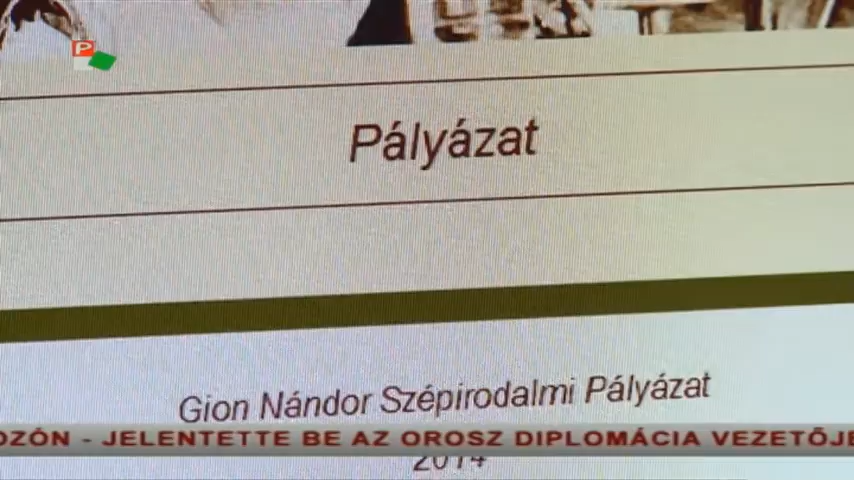 P
Pályázat
Gion Nándor Szépirodalmi Pályázat
OZÓN - JELENTETTE BE AZ OROSZ DIPLOMÁCIA VEZETŐJE
2014